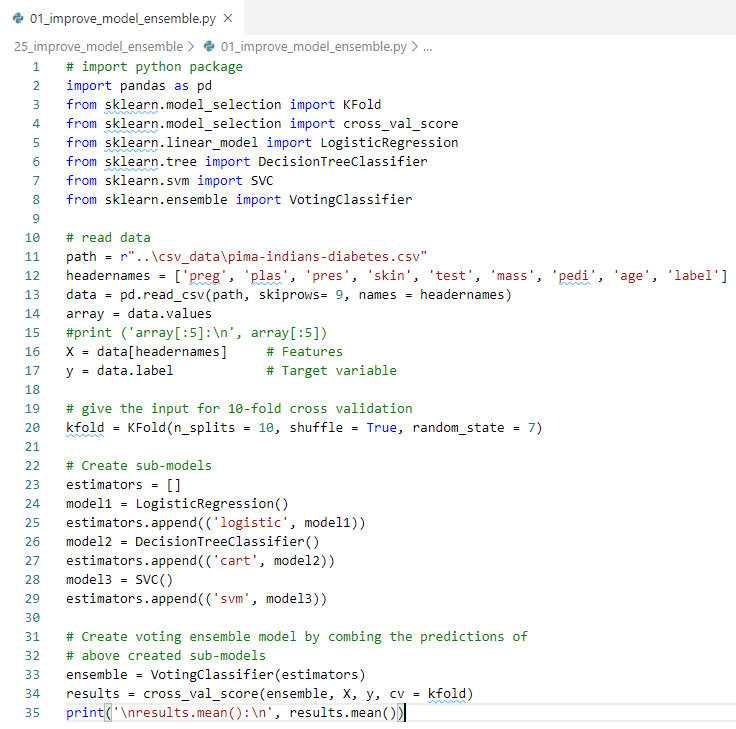 01_improve_model_ensemble.py ×
25_improve_model_ensemble > 01_improve_model_ensemble.py > ...
1 # import python package
2 import pandas as pd
3 from sklearn.model_selection import KFold
4 from sklearn.model_selection import cross_val_score
5 from sklearn.linear_model import LogisticRegression
6 from sklearn.tree import DecisionTreeClassifier
7 from sklearn.svm import SVC
8 from sklearn.ensemble import VotingClassifier
9
10 # read data
11 path = r"..\csv_data\pima-indians-diabetes.csv"
12 headernames = ['preg', 'plas', 'pres', 'skin', 'test', 'mass', 'pedi', 'age', 'label']
13 data = pd.read_csv(path, skiprows= 9, names = headernames)
14 array = data.values
15 #print ('array[:5]:\n', array[:5])
16 X = data[headernames]     # Features
17 y = data.label            # Target variable
18
19 # give the input for 10-fold cross validation
20 kfold = KFold(n_splits = 10, shuffle = True, random_state = 7)
21
22 # Create sub-models
23 estimators = []
24 model1 = LogisticRegression()
25 estimators.append(('logistic', model1))
26 model2 = DecisionTreeClassifier()
27 estimators.append(('cart', model2))
28 model3 = SVC()
29 estimators.append(('svm', model3))
30
31 # Create voting ensemble model by combing the predictions of
32 # above created sub-models
33 ensemble = VotingClassifier(estimators)
34 results = cross_val_score(ensemble, X, y, cv = kfold)
35 print('\nresults.mean():\n', results.mean())